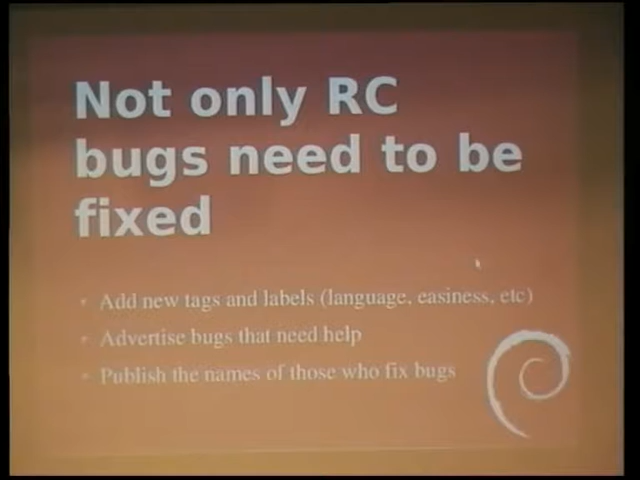 Not only RC
bugs need to be
fixed
Add new tags and labels (language, easiness, etc)
Advertise bugs that need help
Publish the names of those who fix bugs